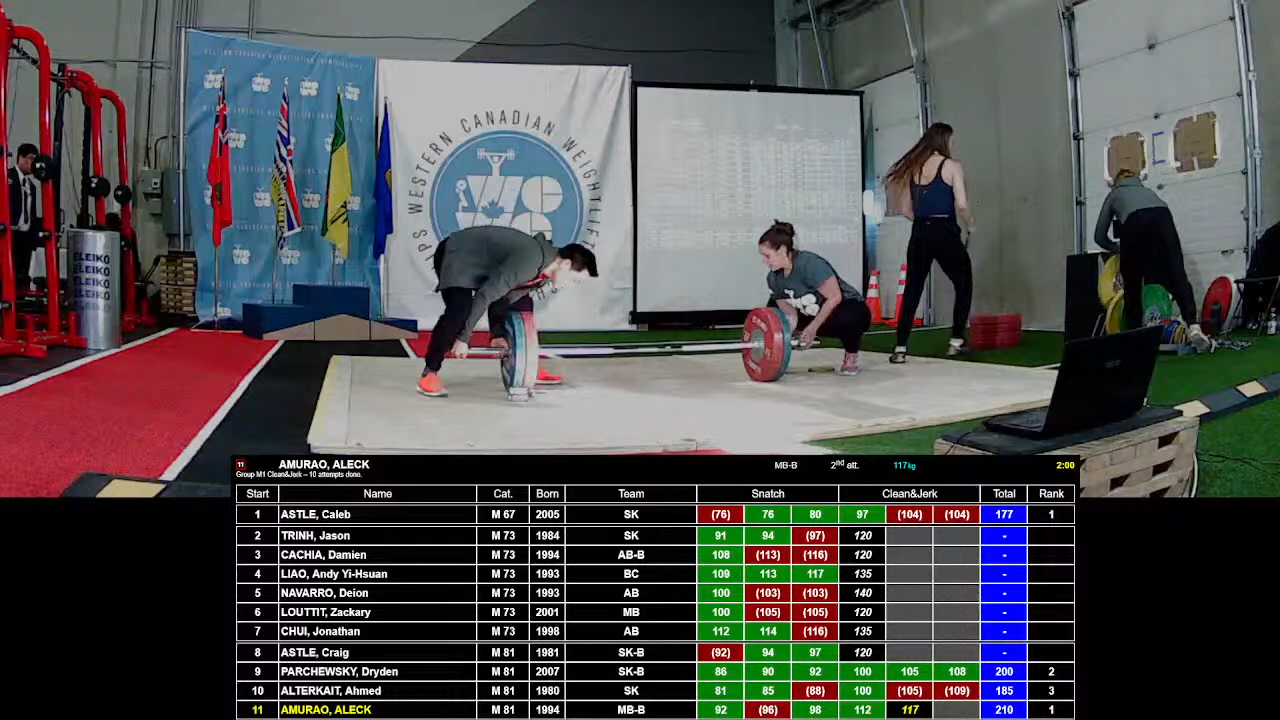 WESTERN CANADIAN WEIGHTLIFT
ELEIKO
ELEIKO
ELEIKO
11 AMURAO, ALECK MB-B 2nd att. 117kg 2:00
Group M1 Clean&Jerk – 10 attempts done.
Start Name Cat. Born Team Snatch Clean&Jerk Total Rank
1 ASTLE, Caleb M 67 2005 SK (76) 76 80 97 (104) (104) 177 1
2 TRINH, Jason M 73 1984 SK 91 94 (97) 120 -
3 CACHIA, Damien M 73 1994 AB-B 108 (113) (116) 120 -
4 LIAO, Andy Yi-Hsuan M 73 1993 BC 109 113 117 135 -
5 NAVARRO, Deion M 73 1993 AB 100 (103) (103) 140 -
6 LOUTTIT, Zackary M 73 2001 MB 100 (105) (105) 120 -
7 CHUI, Jonathan M 73 1998 AB 112 114 (116) 135 -
8 ASTLE, Craig M 81 1981 SK-B (92) 94 97 120 -
9 PARCHEWSKY, Dryden M 81 2007 SK-B 86 90 92 100 105 108 200 2
10 ALTERKAIT, Ahmed M 81 1980 SK 81 85 (88) 100 (105) (109) 185 3
11 AMURAO, ALECK M 81 1994 MB-B 92 (96) 98 112 117 210 1